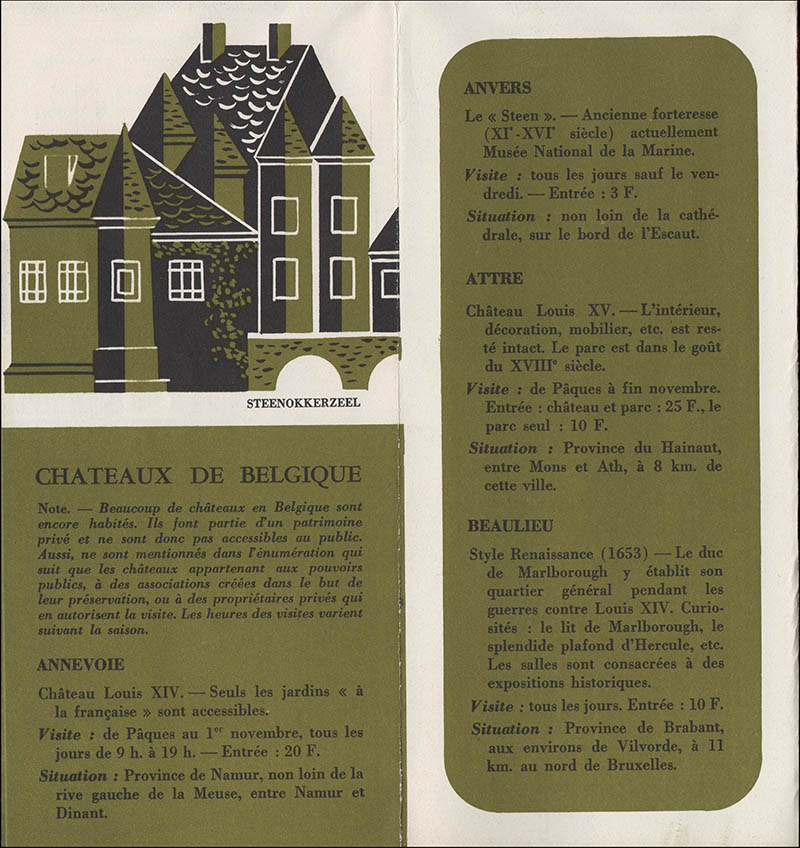 STEENOKKERZEEL
CHATEAUX DE BELGIQUE
Note. — Beaucoup de châteaux en Belgique sont
encore habités. Ils font partie d'un patrimoine
privé et ne sont donc pas accessibles au public.
Aussi, ne sont mentionnés dans l'énumération qui
suit que les châteaux appartenant aux pouvoirs
publics, à des associations créées dans le but de
leur préservation, ou à des propriétaires privés qui
en autorisent la visite. Les heures des visites varient
suivant la saison.
ANNEVOIE
Château Louis XIV. — Seuls les jardins « à
la française » sont accessibles.
Visite : de Pâques au 1er novembre, tous les
jours de 9 h. à 19 h. — Entrée : 20 F.
Situation : Province de Namur, non loin de la
rive gauche de la Meuse, entre Namur et
Dinant.
ANVERS
Le « Steen ». — Ancienne forteresse
(XIe-XVIe siècle) actuellement
Musée National de la Marine.
Visite : tous les jours sauf le ven-
dredi. — Entrée : 3 F.
Situation : non loin de la cathé-
drale, sur le bord de l'Escaut.
ATTRE
Château Louis XV. — L'intérieur,
décoration, mobilier, etc. est res-
té intact. Le parc est dans le goût
du XVIIIe siècle.
Visite : de Pâques à fin novembre.
Entrée : château et parc : 25 F., le
parc seul : 10 F.
Situation : Province du Hainaut,
entre Mons et Ath, à 8 km. de
cette ville.
BEAULIEU
Style Renaissance (1653) — Le duc
de Marlborough y établit son
quartier général pendant les
guerres contre Louis XIV. Curio-
sités : le lit de Marlborough, le
splendide plafond d'Hercule, etc.
Les salles sont consacrées à des
expositions historiques.
Visite : tous les jours. Entrée : 10 F.
Situation : Province de Brabant,
aux environs de Vilvorde, à 11
km. au nord de Bruxelles.